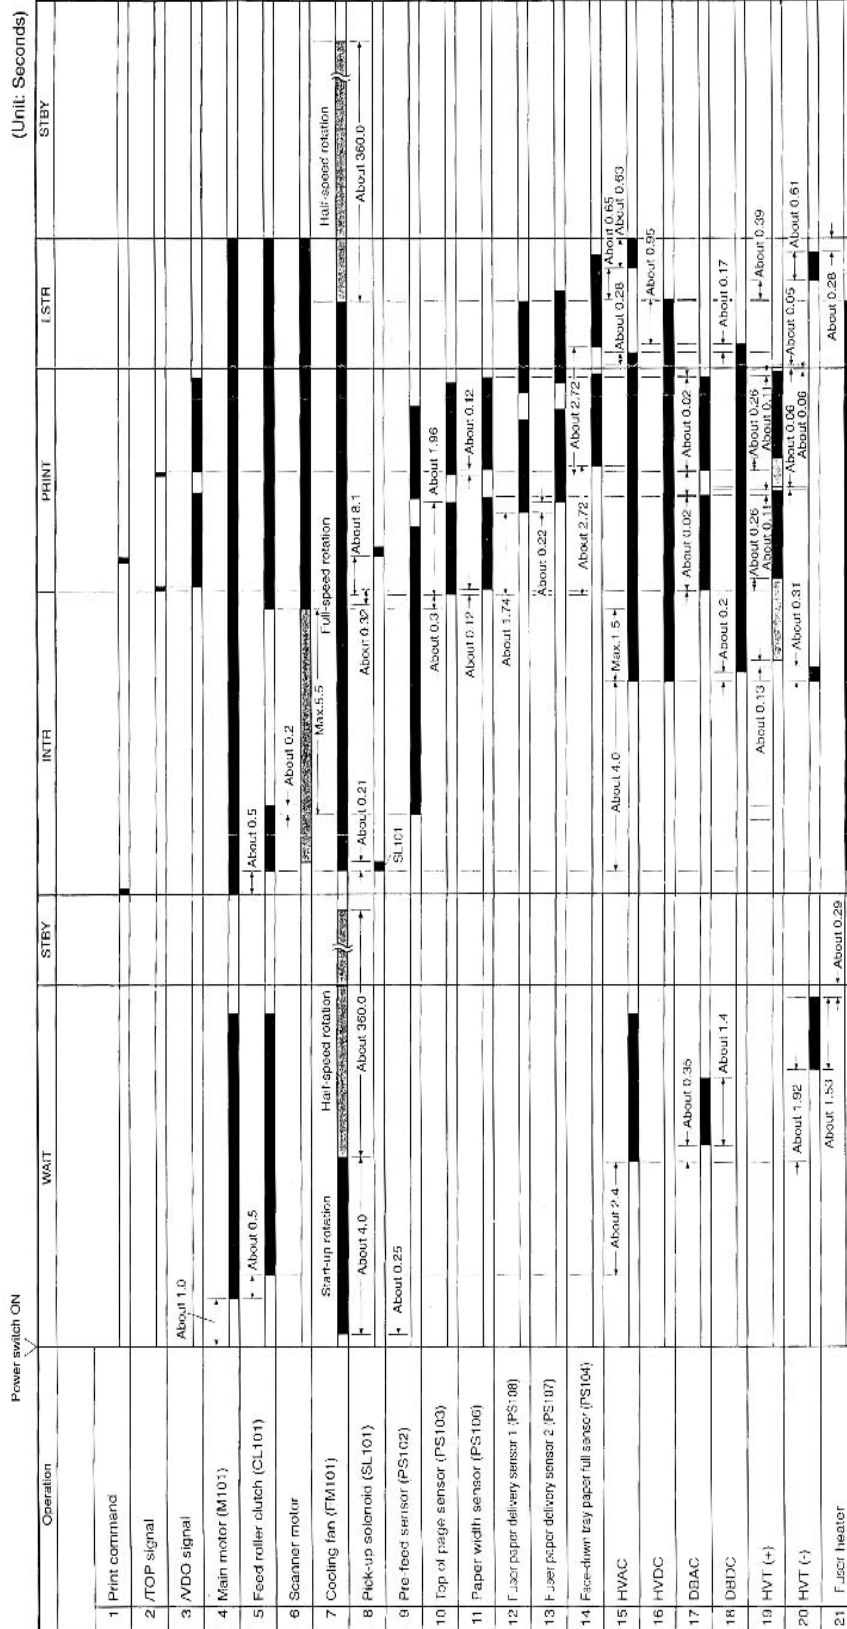 (Unit: Seconds)
Power switch ON
Operation WAIT STBY INTR PRINT LSTR STBY
1 Print command
2 /TOP signal
3 /VDO signal
About 1.0
4 Main motor (M101)
About 0.5 About 0.5
5 Feed roller clutch (CL101)
About 0.2
6 Scanner motor
Max.5.5
Start-up rotation Half-speed rotation Full-speed rotation Half-speed rotation
7 Cooling fan (FM101)
About 4.0 About 360.0 About 0.21 About 0.32 About 8.1 About 360.0
8 Pick-up solenoid (SL101)
About 0.25 SL101
9 Pre feed sensor (PS102)
About 0.3 About 1.96
10 Top of page sensor (PS103)
About 0.12 About 0.12
11 Paper width sensor (PS106)
About 1.74
12 Fuser paper delivery sensor 1 (PS108)
About 0.22
13 Fuser paper delivery sensor 2 (PS107)
About 2.72 About 2.72
14 Face-down tray paper full sensor (PS104)
About 2.4 About 4.0 Max.1.5 About 0.28 About 0.65
About 0.63
15 HVAC
About 0.95
16 HVDC
About 0.35 About 0.02 About 0.02
17 DBAC
About 1.4 About 0.2 About 0.17
18 DBDC
About 0.13 About 0.26 About 0.26 About 0.39
About 0.11 About 0.11
19 HVT (+)
About 1.92 About 0.31 About 0.06 About 0.05 About 0.61
About 0.06
20 HVT (-)
About 1.53 About 0.29 About 0.28
21 Fuser heater